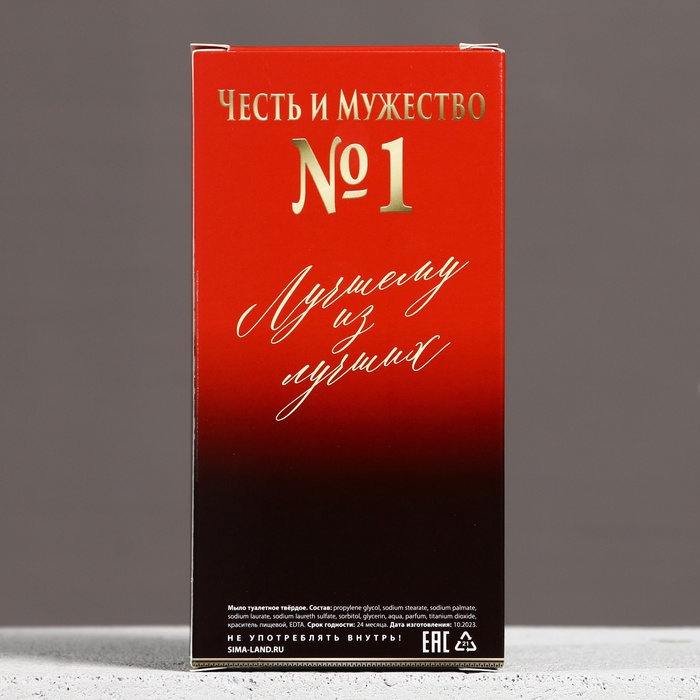 Честь и мужество
№1
Лучшему
из
лучших
Мыло туалетное твёрдое. Состав: propylene glycol, sodium stearate, sodium palmate,
sodium laurate, sodium laureth sulfate, sorbitol, glycerin, aqua, parfum, titanium dioxide,
краситель пищевой, EDTA. Срок годности: 24 месяца. Дата изготовления: 10.2023.
НЕ УПОТРЕБЛЯТЬ ВНУТРЬ!
SIMA-LAND.RU
EAC
21